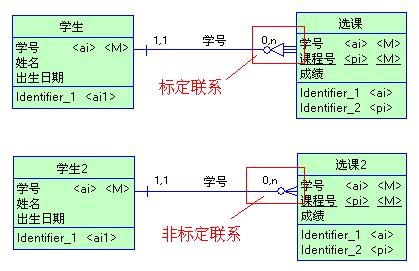 学生
学号 <ai> <M>
姓名
出生日期
Identifier_1 <ai1>
1,1 学号 0,n
选课
学号 <ai> <M>
课程号 <pi> <M>
成绩
Identifier_1 <ai>
Identifier_2 <pi>
标定联系
学生2
学号 <ai> <M>
姓名
出生日期
Identifier_1 <ai1>
1,1 学号 0,n
选课2
学号 <ai> <M>
课程号 <pi> <M>
成绩
Identifier_1 <ai>
Identifier_2 <pi>
非标定联系